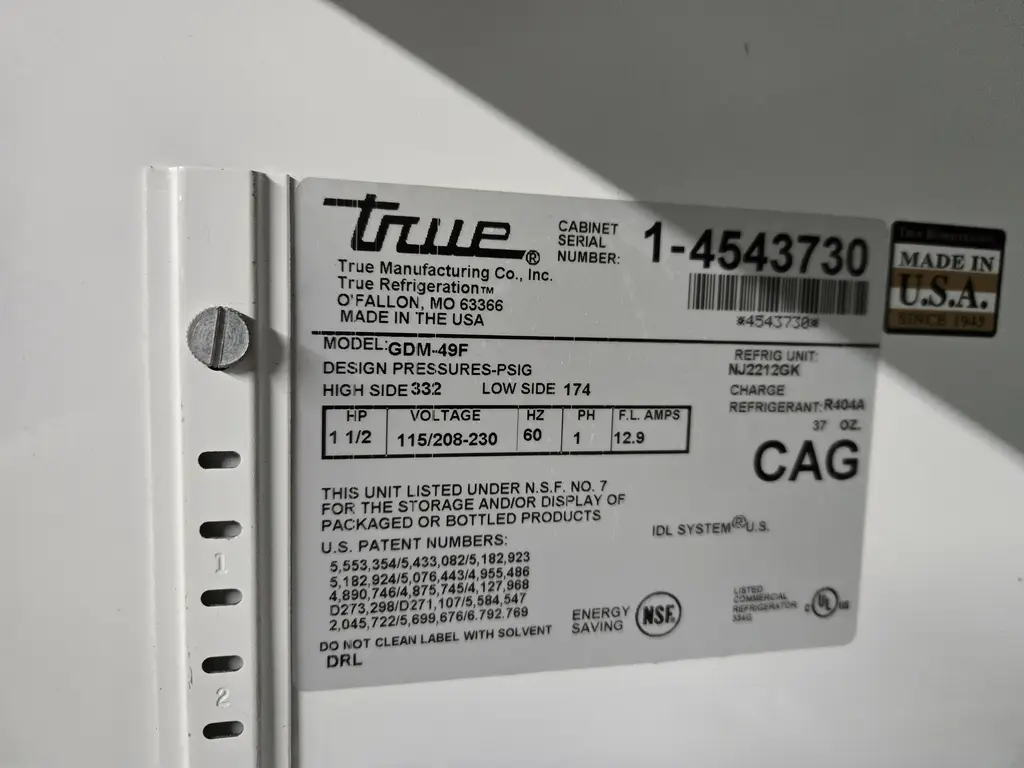 true®
True Manufacturing Co., Inc.
True Refrigeration™
O'FALLON, MO 63366
MADE IN THE USA
CABINET
SERIAL
NUMBER:
1-4543730
*4543730*
True Refrigeration
MADE IN
U.S.A.
SINCE 1945
MODEL:GDM-49F
DESIGN PRESSURES-PSIG
HIGH SIDE 332 LOW SIDE 174
REFRIG UNIT:
NJ2212GK
CHARGE
REFRIGERANT:R404A
37 OZ.
HP VOLTAGE HZ PH F.L. AMPS
1 1/2 115/208-230 60 1 12.9
CAG
THIS UNIT LISTED UNDER N.S.F. NO. 7
FOR THE STORAGE AND/OR DISPLAY OF
PACKAGED OR BOTTLED PRODUCTS
IDL SYSTEM® U.S.
U.S. PATENT NUMBERS:
5,553,354/5,433,082/5,182,923
5,182,924/5,076,443/4,955,486
4,890,746/4,875,745/4,127,968
D273,298/D271,107/5,584,547
2,045,722/5,699,676/6.792.769
ENERGY
SAVING
NSF.
LISTED
COMMERCIAL
REFRIGERATOR
334G
C UL US
DO NOT CLEAN LABEL WITH SOLVENT
DRL
1
2